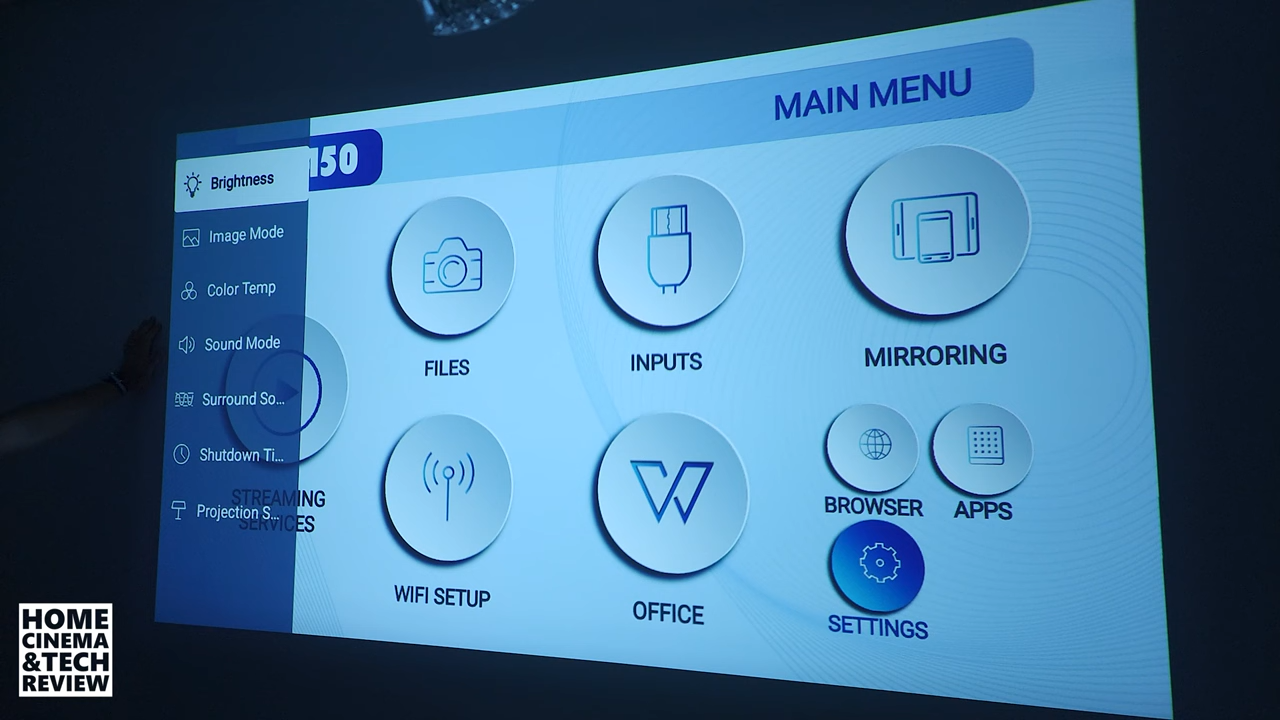 MAIN MENU
150
Brightness
Image Mode
Color Temp
Sound Mode
Surround So...
Shutdown Ti...
Projection S...
STREAMING
SERVICES
FILES
INPUTS
MIRRORING
WIFI SETUP
OFFICE
BROWSER
APPS
SETTINGS
HOME
CINEMA
&TECH
REVIEW